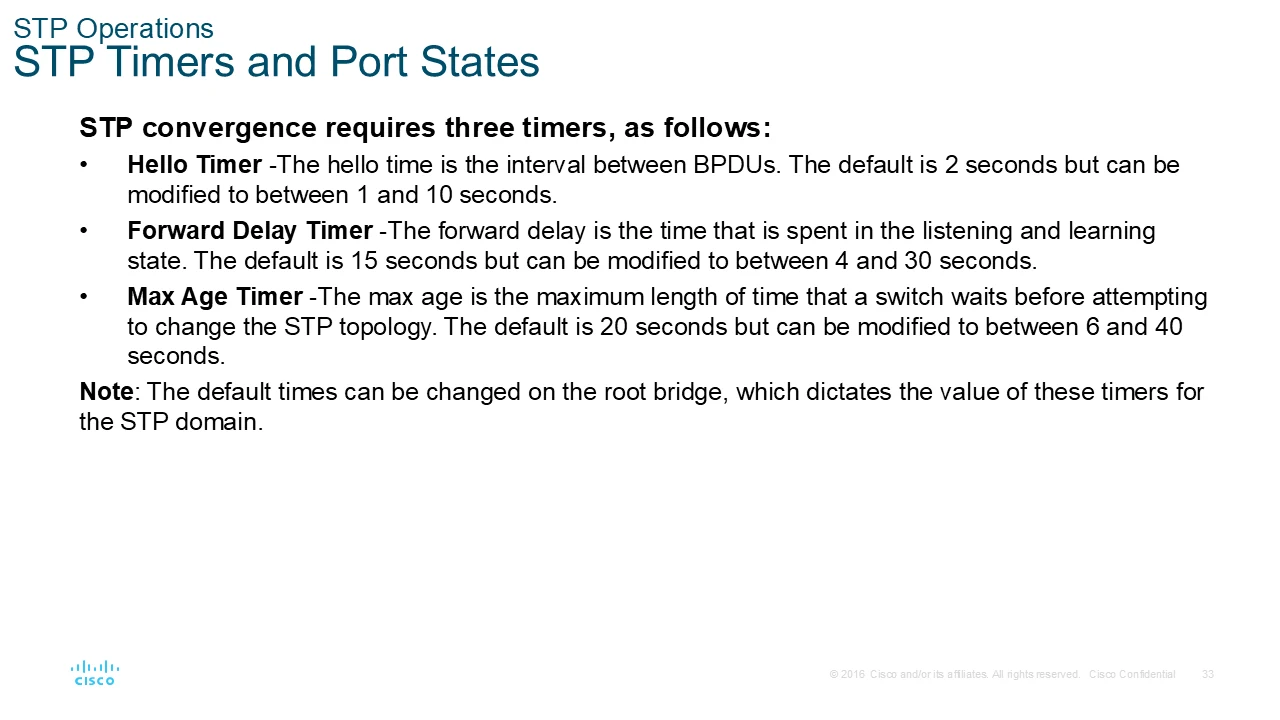 STP Operations
STP Timers and Port States
STP convergence requires three timers, as follows:
• Hello Timer -The hello time is the interval between BPDUs. The default is 2 seconds but can be
modified to between 1 and 10 seconds.
• Forward Delay Timer -The forward delay is the time that is spent in the listening and learning
state. The default is 15 seconds but can be modified to between 4 and 30 seconds.
• Max Age Timer -The max age is the maximum length of time that a switch waits before attempting
to change the STP topology. The default is 20 seconds but can be modified to between 6 and 40
seconds.
Note: The default times can be changed on the root bridge, which dictates the value of these timers for
the STP domain.
CISCO
© 2016 Cisco and/or its affiliates. All rights reserved. Cisco Confidential 33